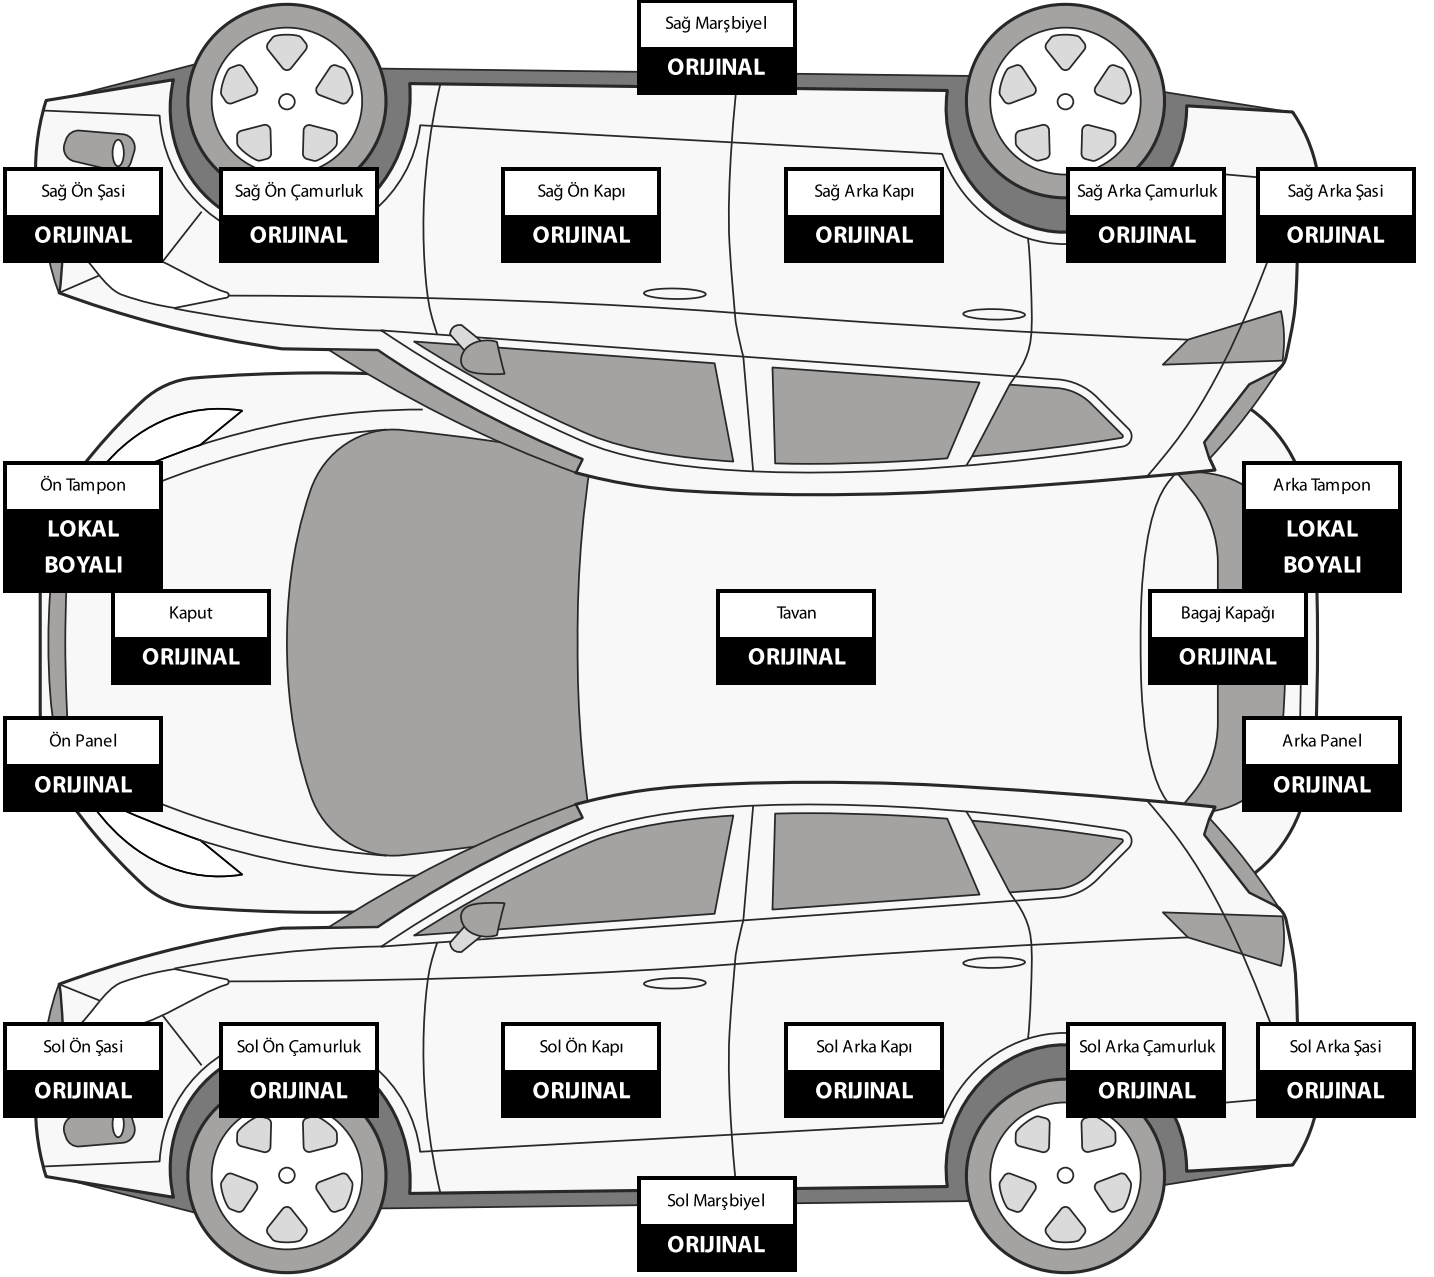 Sağ Marşbiyel
ORIJINAL
Sağ Ön Şasi
ORIJINAL
Sağ Ön Çamurluk
ORIJINAL
Sağ Ön Kapı
ORIJINAL
Sağ Arka Kapı
ORIJINAL
Sağ Arka Çamurluk
ORIJINAL
Sağ Arka Şasi
ORIJINAL
Ön Tampon
LOKAL
BOYALI
Arka Tampon
LOKAL
BOYALI
Kaput
ORIJINAL
Tavan
ORIJINAL
Bagaj Kapağı
ORIJINAL
Ön Panel
ORIJINAL
Arka Panel
ORIJINAL
Sol Ön Şasi
ORIJINAL
Sol Ön Çamurluk
ORIJINAL
Sol Ön Kapı
ORIJINAL
Sol Arka Kapı
ORIJINAL
Sol Arka Çamurluk
ORIJINAL
Sol Arka Şasi
ORIJINAL
Sol Marşbiyel
ORIJINAL